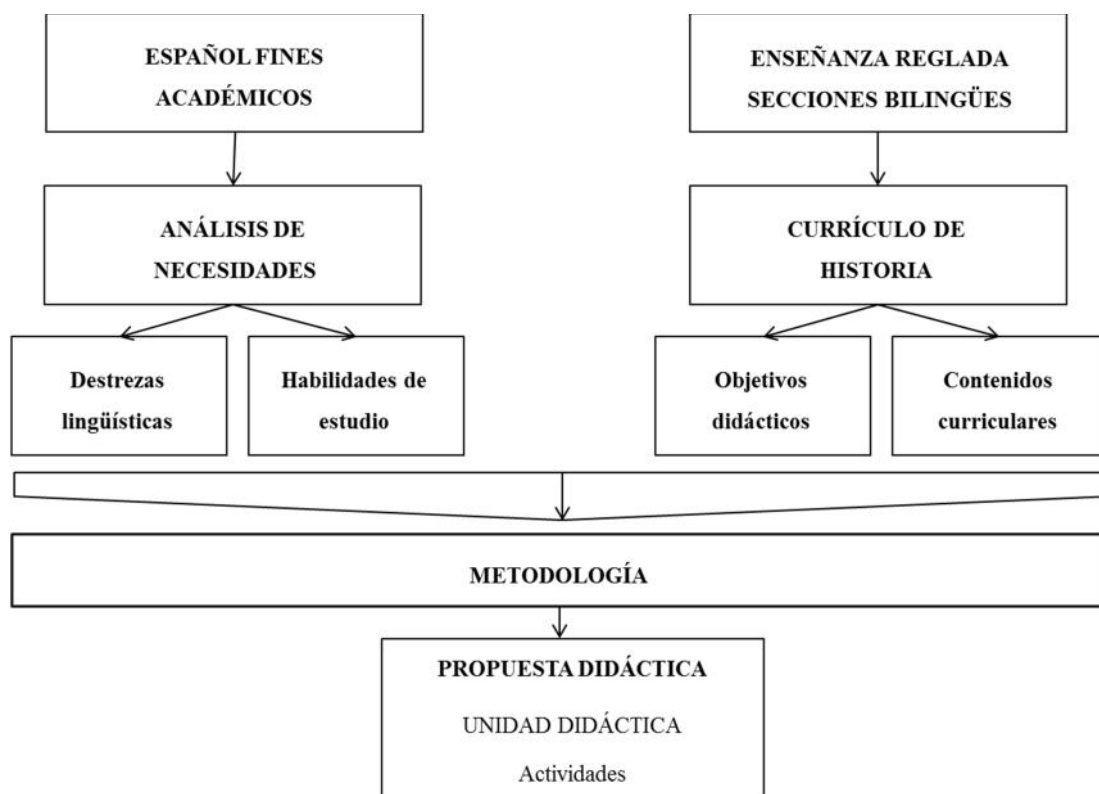 ESPAÑOL FINES
ACADÉMICOS
ENSEÑANZA REGLADA
SECCIONES BILINGÜES
ANÁLISIS DE
NECESIDADES
CURRÍCULO DE
HISTORIA
Destrezas
lingüísticas
Habilidades de
estudio
Objetivos
didácticos
Contenidos
curriculares
METODOLOGÍA
PROPUESTA DIDÁCTICA
UNIDAD DIDÁCTICA
Actividades